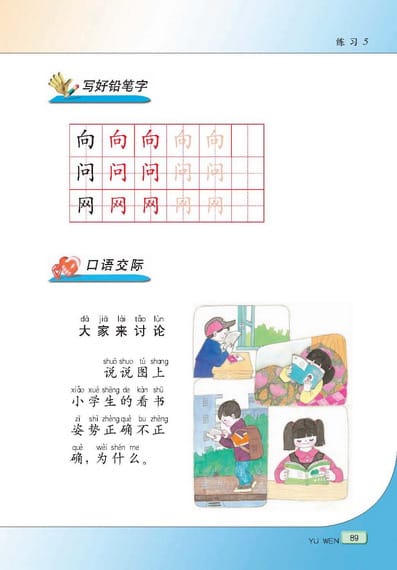 练习5
写好铅笔字
向向向向向
问问问问问
网网网网网
口语交际
dà jiā lái tǎo lùn
大家来讨论
shuō shuo tú shang
说说图上
xiǎo xué shēng de kàn shū
小学生的看书
zī shì zhèng què bu zhèng
姿势正确不正
què wèi shén me
确，为什么。
YU WEN 89